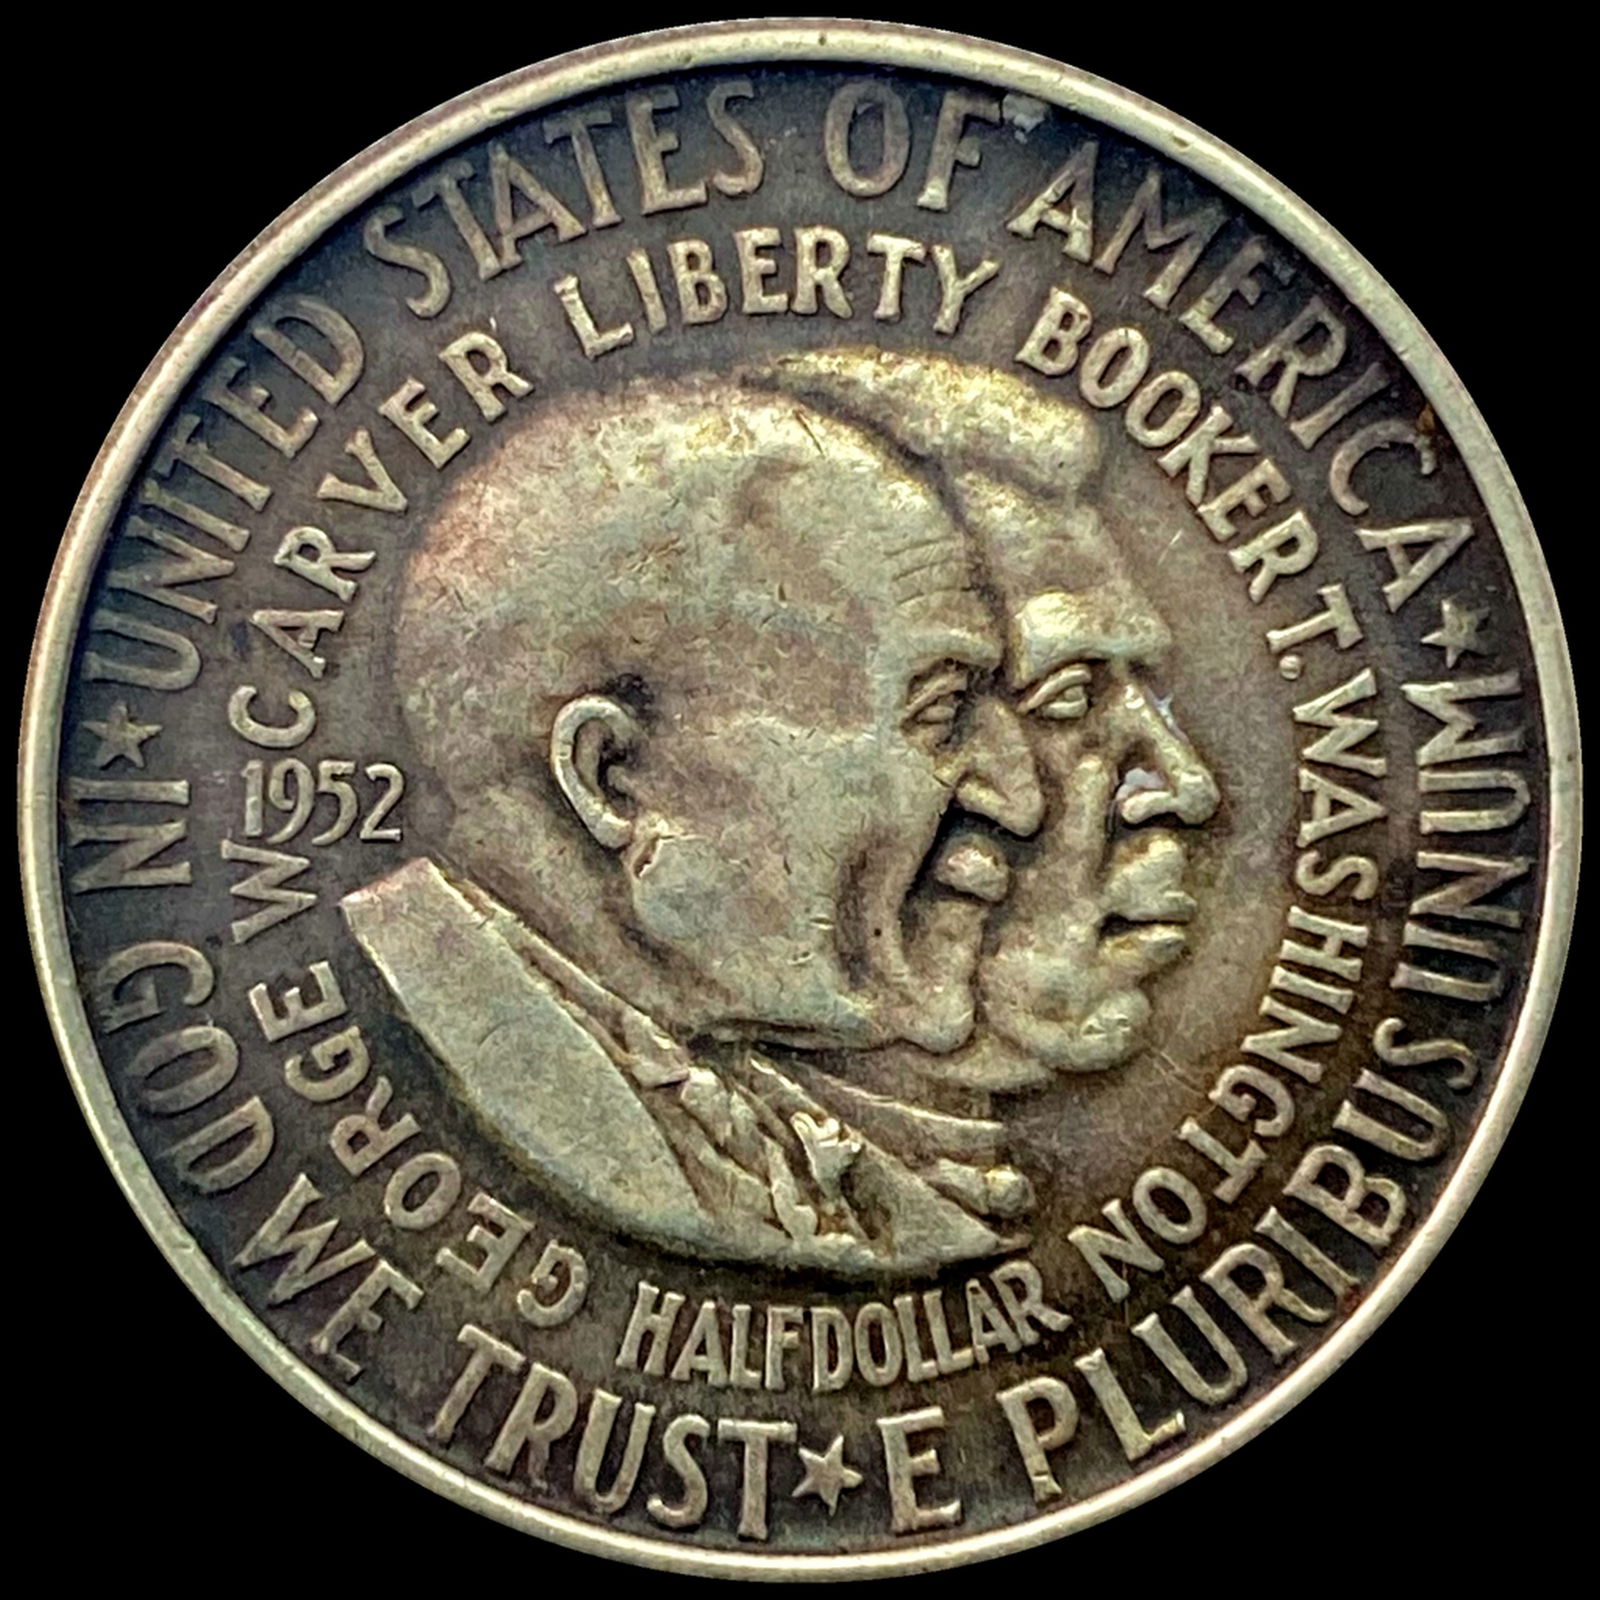 ★ UNITED STATES OF AMERICA
★ E PLURIBUS UNUM
★ IN GOD WE TRUST
GEORGE W CARVER
LIBERTY
BOOKER T. WASHINGTON
1952
HALF DOLLAR